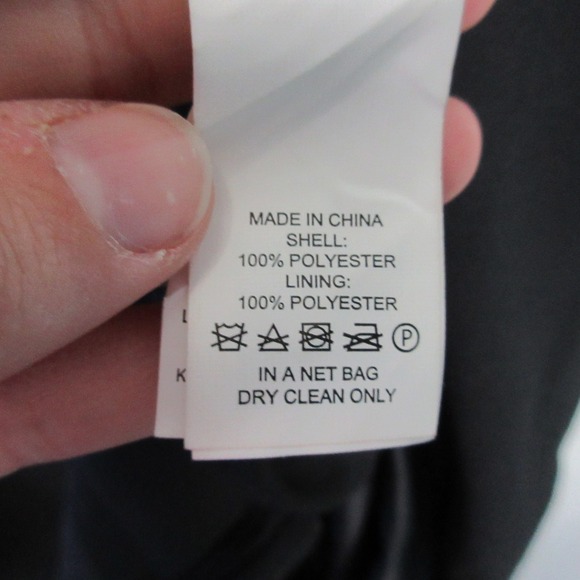 MADE IN CHINA
SHELL:
100% POLYESTER
LINING:
100% POLYESTER
P
IN A NET BAG
DRY CLEAN ONLY